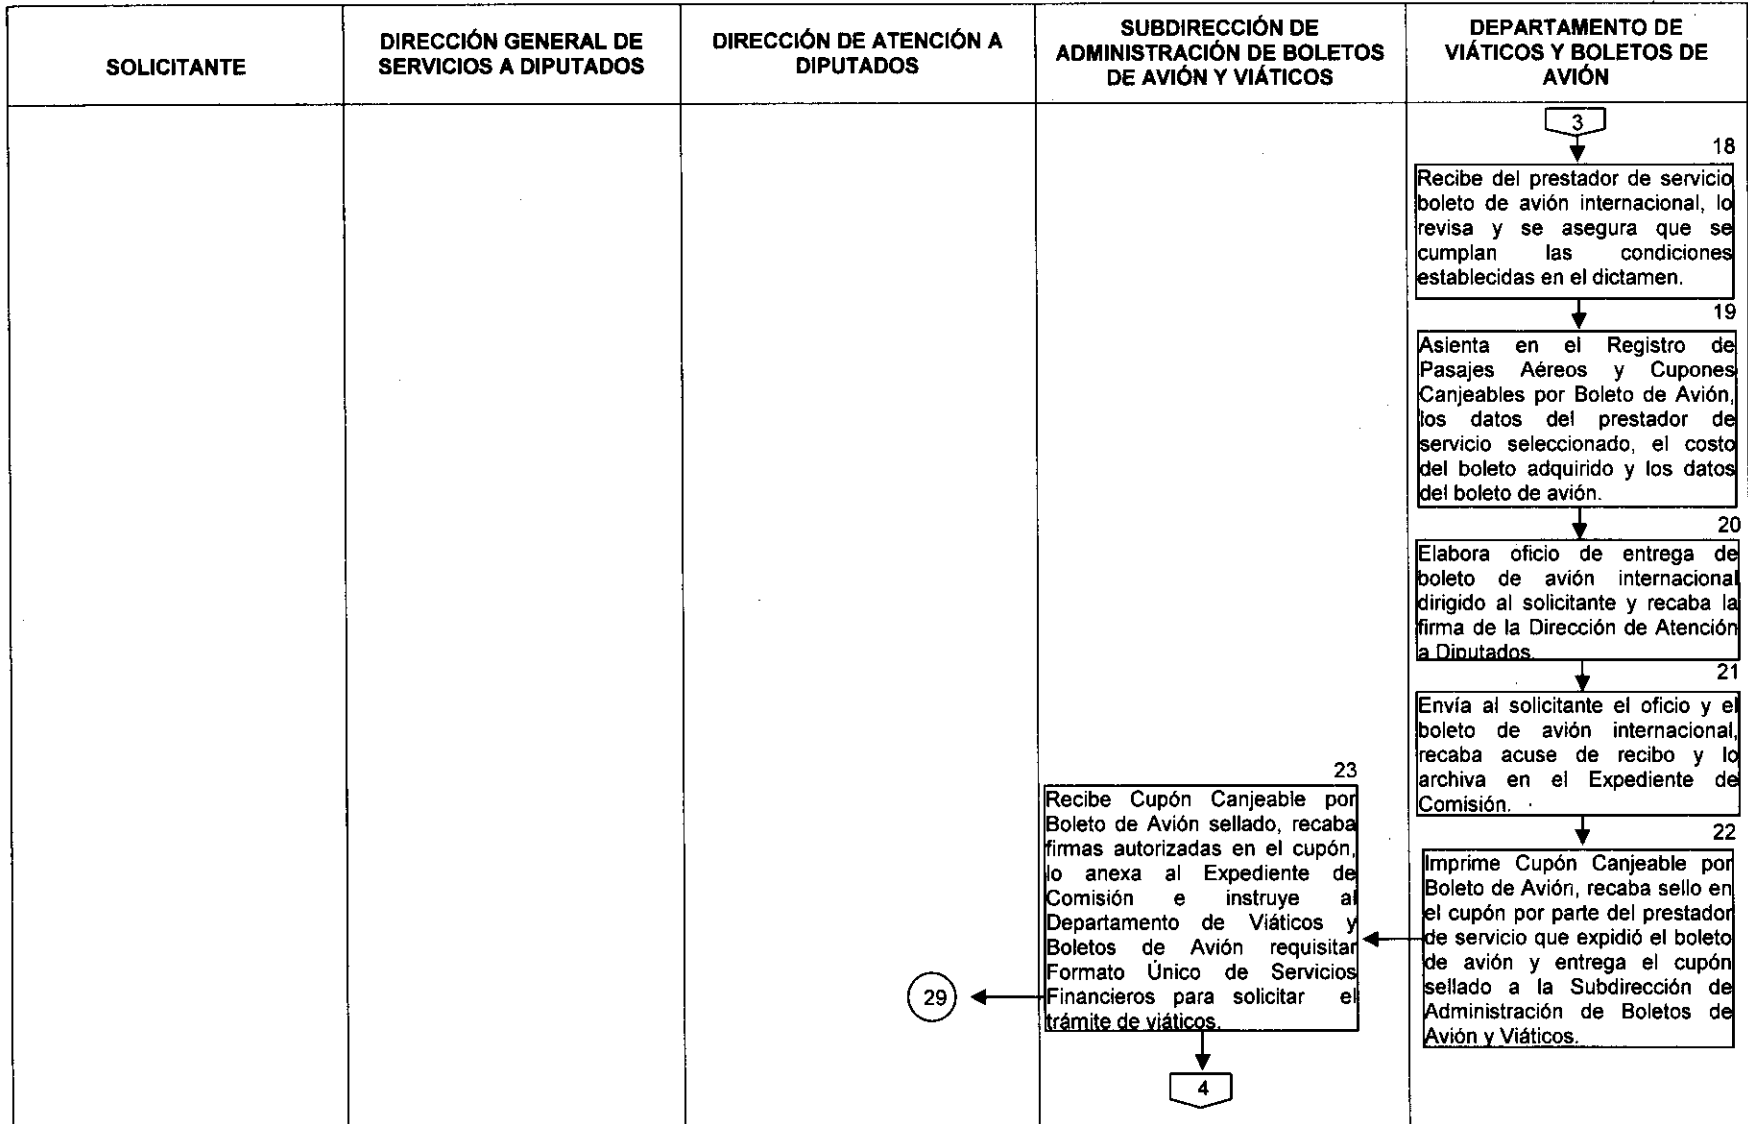 SOLICITANTE
DIRECCIÓN GENERAL DE
SERVICIOS A DIPUTADOS
DIRECCIÓN DE ATENCIÓN A
DIPUTADOS
SUBDIRECCIÓN DE
ADMINISTRACIÓN DE BOLETOS
DE AVIÓN Y VIÁTICOS
DEPARTAMENTO DE
VIÁTICOS Y BOLETOS DE
AVIÓN
3
18
Recibe del prestador de servicio
boleto de avión internacional, lo
revisa y se asegura que se
cumplan las condiciones
establecidas en el dictamen.
19
Asienta en el Registro de
Pasajes Aéreos y Cupones
Canjeables por Boleto de Avión,
los datos del prestador de
servicio seleccionado, el costo
del boleto adquirido y los datos
del boleto de avión.
20
Elabora oficio de entrega de
boleto de avión internacional
dirigido al solicitante y recaba la
firma de la Dirección de Atención
a Diputados.
21
Envía al solicitante el oficio y el
boleto de avión internacional,
recaba acuse de recibo y lo
archiva en el Expediente de
Comisión.
22
Imprime Cupón Canjeable por
Boleto de Avión, recaba sello en
el cupón por parte del prestador
de servicio que expidió el boleto
de avión y entrega el cupón
sellado a la Subdirección de
Administración de Boletos de
Avión y Viáticos.
23
Recibe Cupón Canjeable por
Boleto de Avión sellado, recaba
firmas autorizadas en el cupón,
lo anexa al Expediente de
Comisión e instruye al
Departamento de Viáticos y
Boletos de Avión requisitar
Formato Único de Servicios
Financieros para solicitar el
trámite de viáticos.
29
4